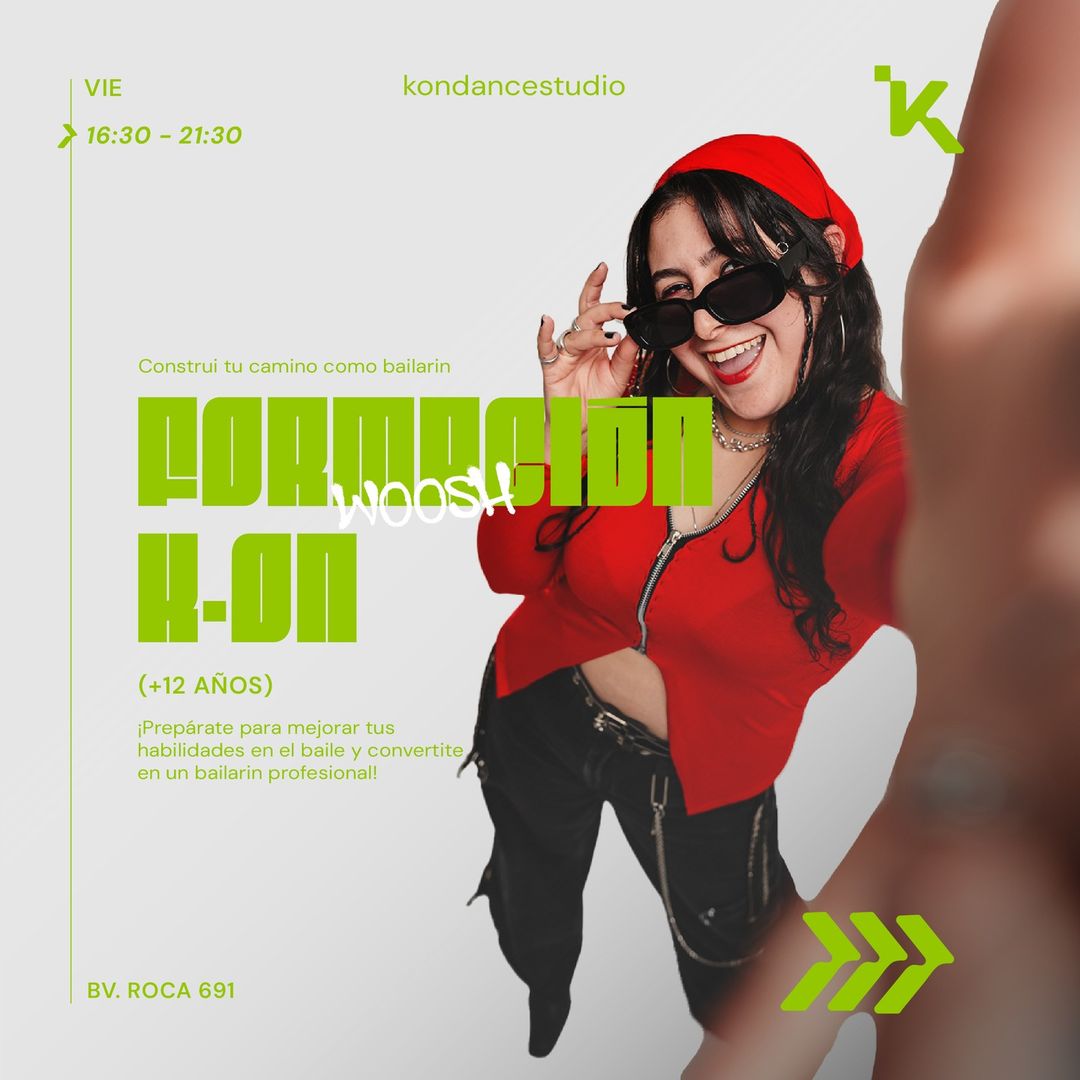 VIE
16:30 - 21:30
kondancestudio
K
Construi tu camino como bailarin
FORMACIÓN
WOOSH
K-ON
(+12 AÑOS)
¡Prepárate para mejorar tus
habilidades en el baile y convertite
en un bailarin profesional!
BV. ROCA 691